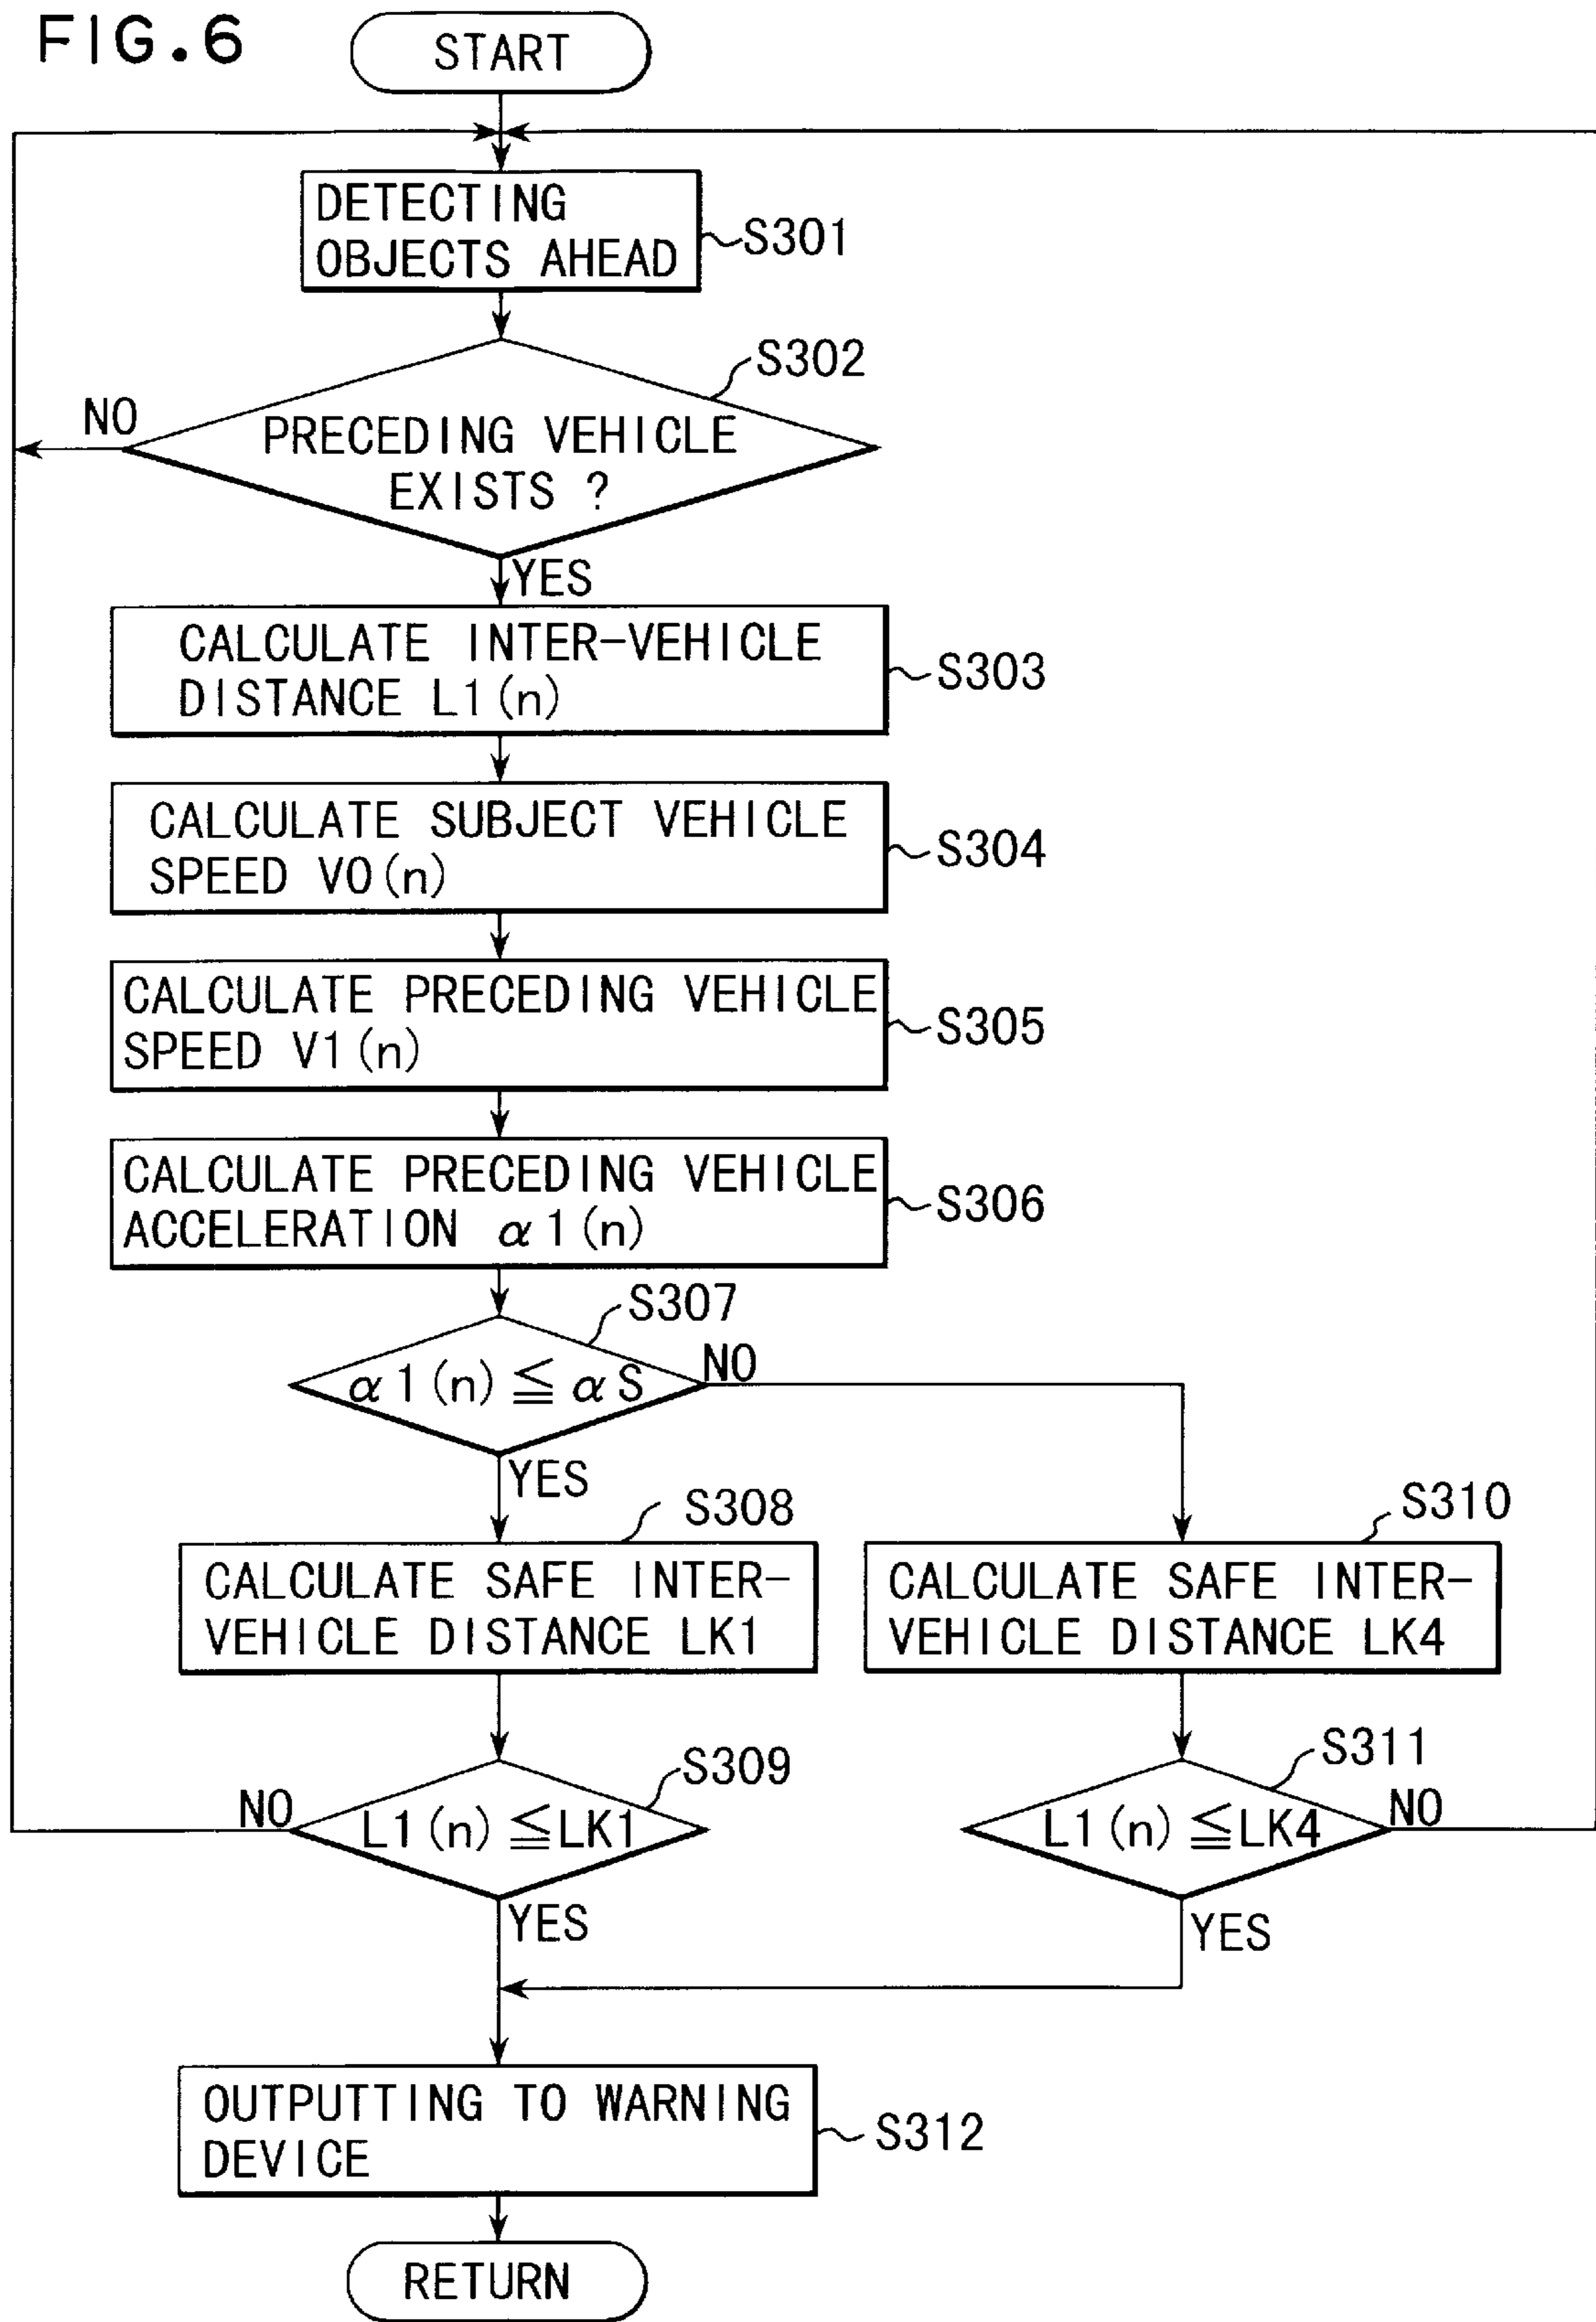 FIG.6
START
DETECTING
OBJECTS AHEAD
S301
S302
NO
PRECEDING VEHICLE
EXISTS ?
YES
CALCULATE INTER-VEHICLE
DISTANCE L1(n)
S303
CALCULATE SUBJECT VEHICLE
SPEED V0(n)
S304
CALCULATE PRECEDING VEHICLE
SPEED V1(n)
S305
CALCULATE PRECEDING VEHICLE
ACCELERATION α1(n)
S306
S307
α1(n)≦αS
NO
YES
S308
CALCULATE SAFE INTER-
VEHICLE DISTANCE LK1
S310
CALCULATE SAFE INTER-
VEHICLE DISTANCE LK4
S309
NO
L1(n)≦LK1
YES
S311
L1(n)≦LK4
NO
YES
OUTPUTTING TO WARNING
DEVICE
S312
RETURN